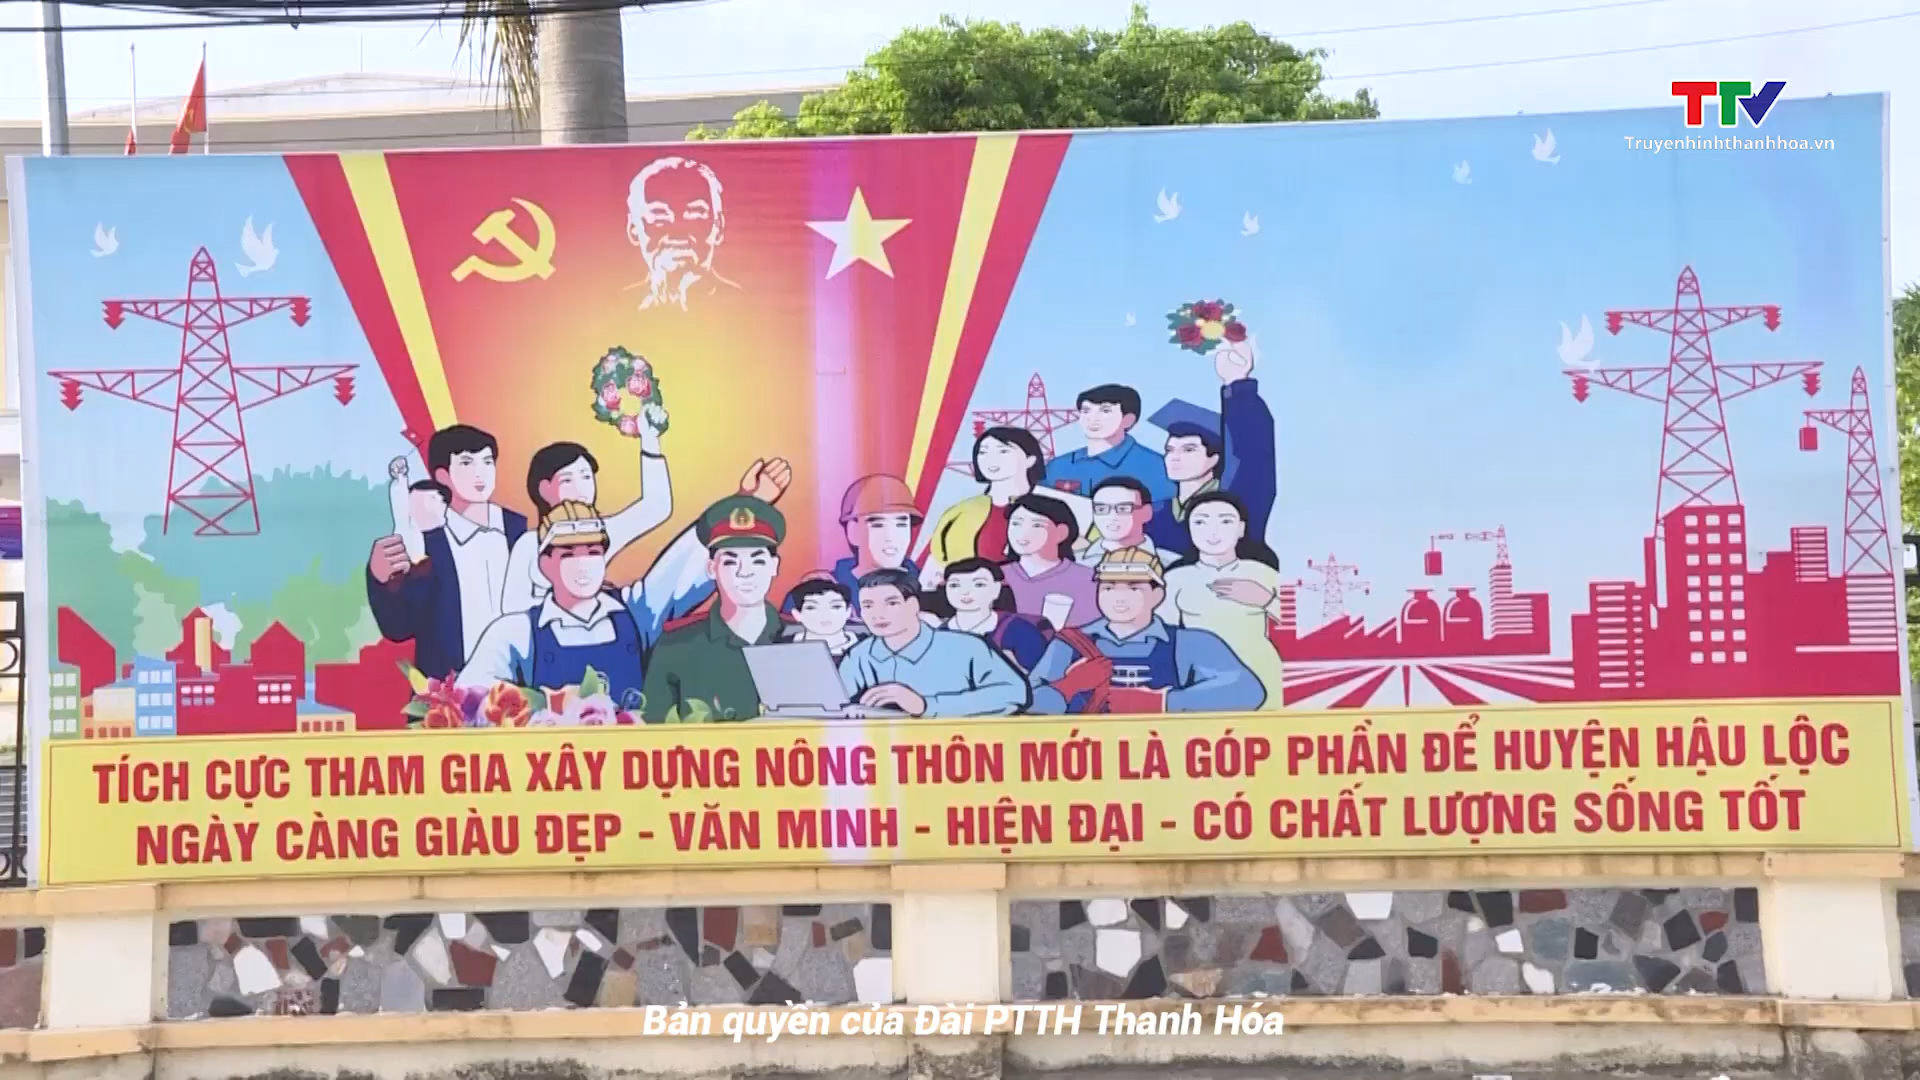 TTV
Truyenhinhthanhhoa.vn
TÍCH CỰC THAM GIA XÂY DỰNG NÔNG THÔN MỚI LÀ GÓP PHẦN ĐỂ HUYỆN HẬU LỘC
NGÀY CÀNG GIÀU ĐẸP - VĂN MINH - HIỆN ĐẠI - CÓ CHẤT LƯỢNG SỐNG TỐT
Bản quyền của Đài PTTH Thanh Hóa